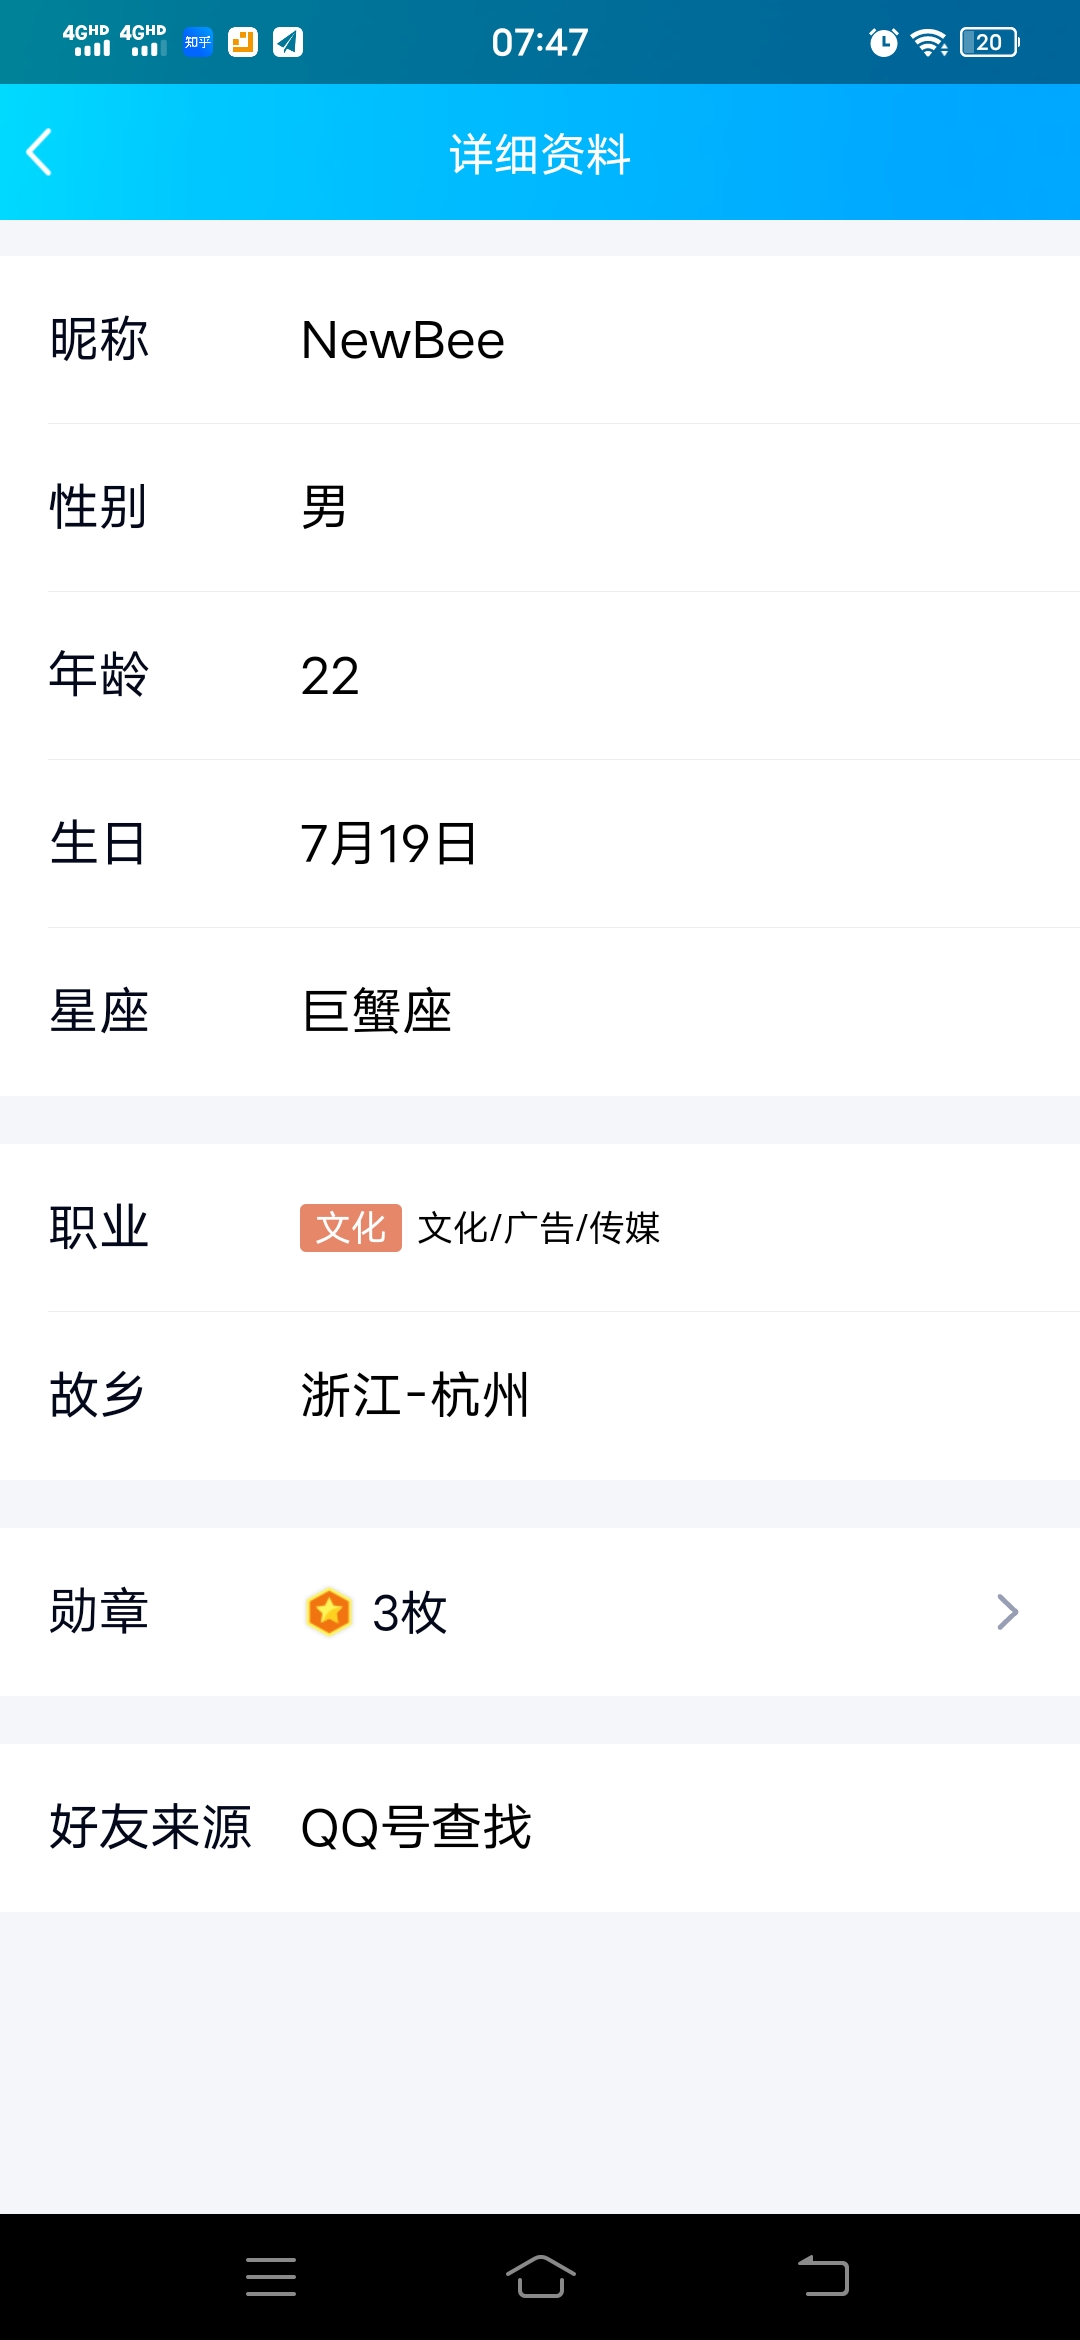 4GHD 4GHD 知乎 07:47 20
详细资料
昵称 NewBee
性别 男
年龄 22
生日 7月19日
星座 巨蟹座
职业 文化 文化/广告/传媒
故乡 浙江-杭州
勋章 3枚
好友来源 QQ号查找